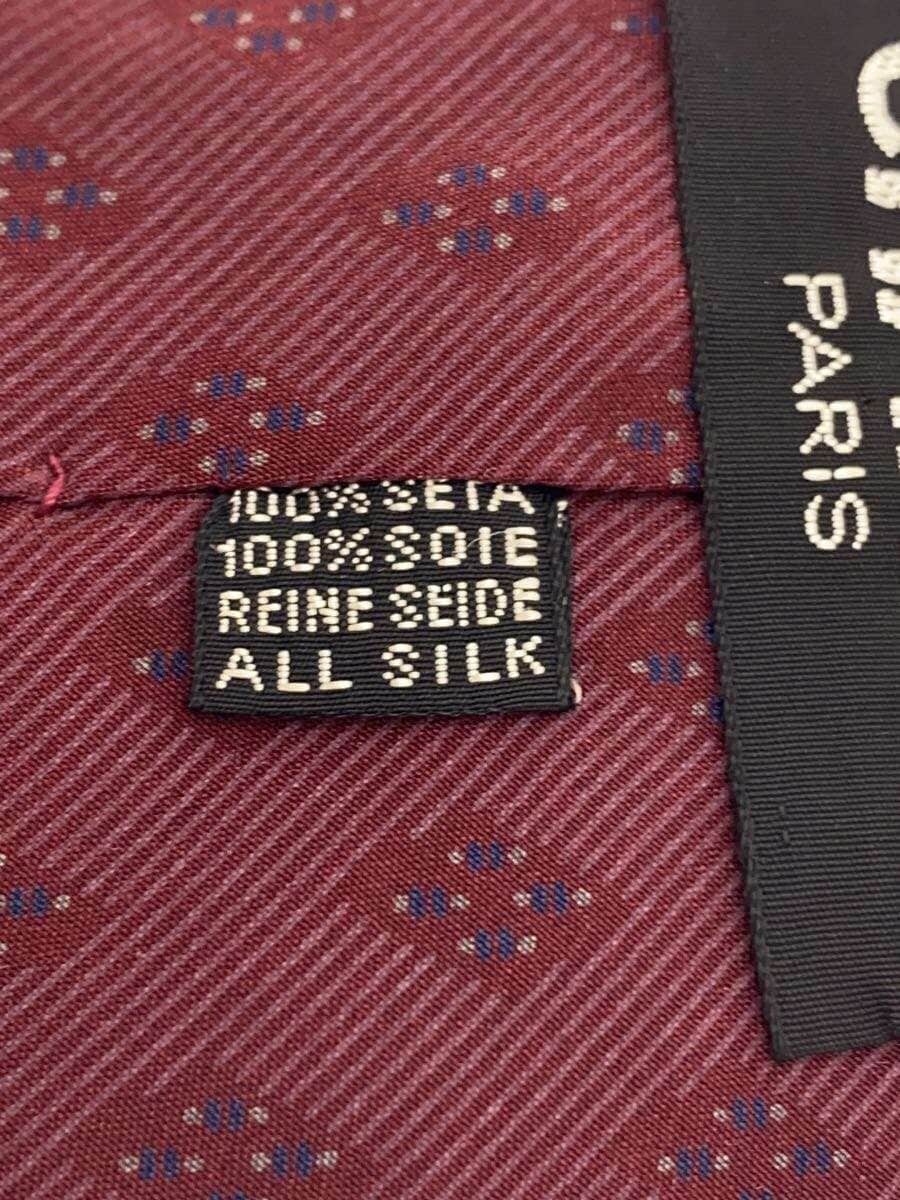 100% SETA
100% SOIE
REINE SEIDE
ALL SILK
PARIS